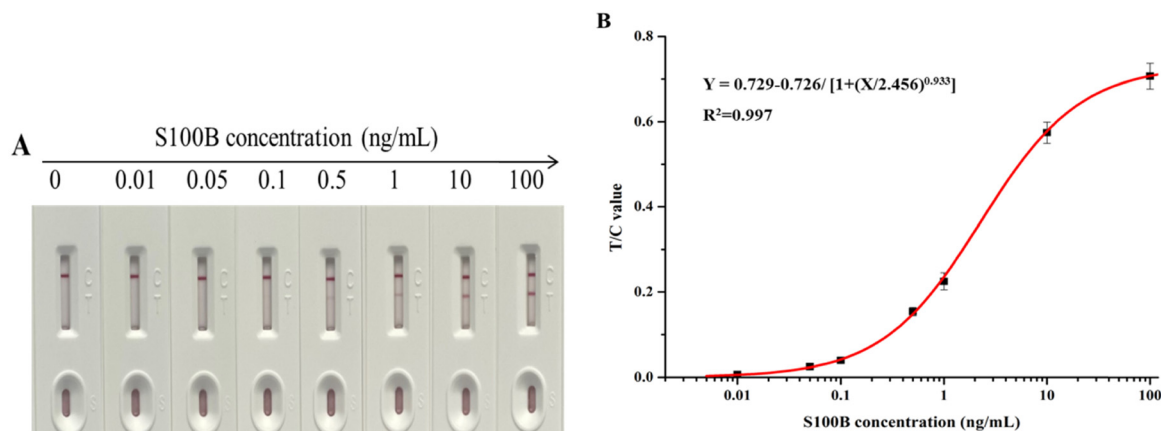 A
S100B concentration (ng/mL)
0 0.01 0.05 0.1 0.5 1 10 100
C C C C C C C C
T T T T T T T T
S S S S S S S S
B
0.8
0.6
0.4
0.2
0.0
T/C value
Y = 0.729-0.726/ [1+(X/2.456)^0.933]
R²=0.997
0.01 0.1 1 10 100
S100B concentration (ng/mL)